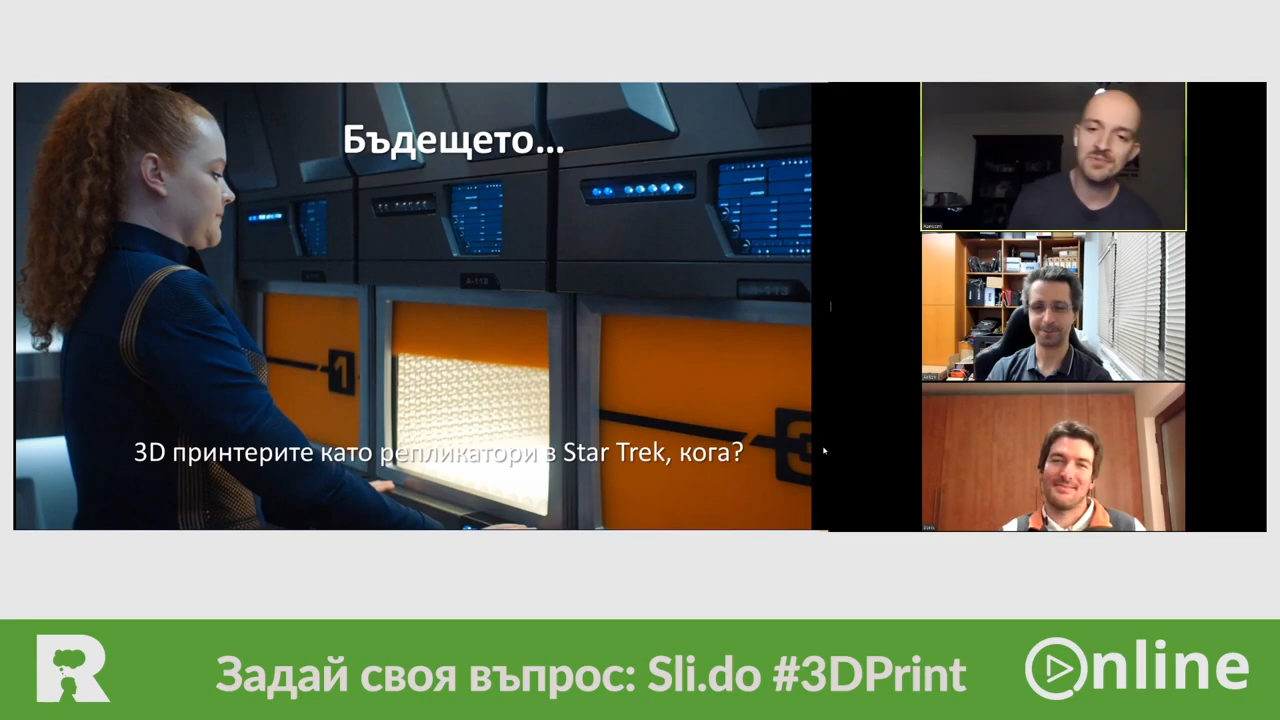 Бъдещето...
3D принтерите като репликатори в Star Trek, кога?
Задай своя въпрос: Sli.do #3DPrint
Online